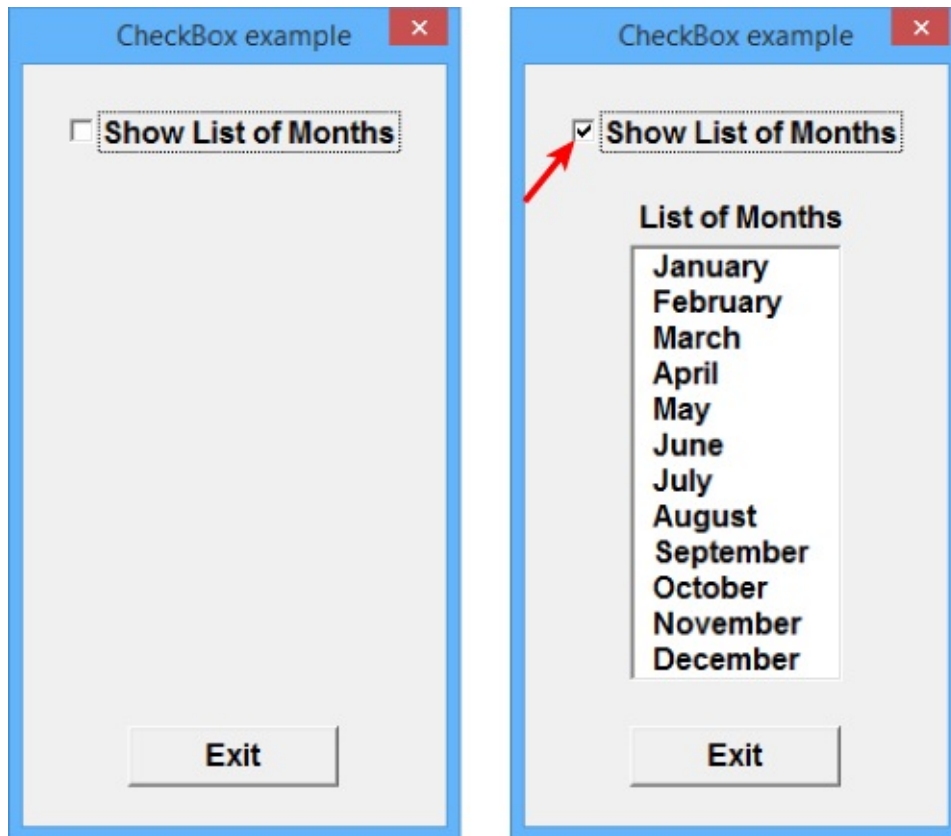 CheckBox example
Show List of Months
Exit
CheckBox example
Show List of Months
List of Months
January
February
March
April
May
June
July
August
September
October
November
December
Exit